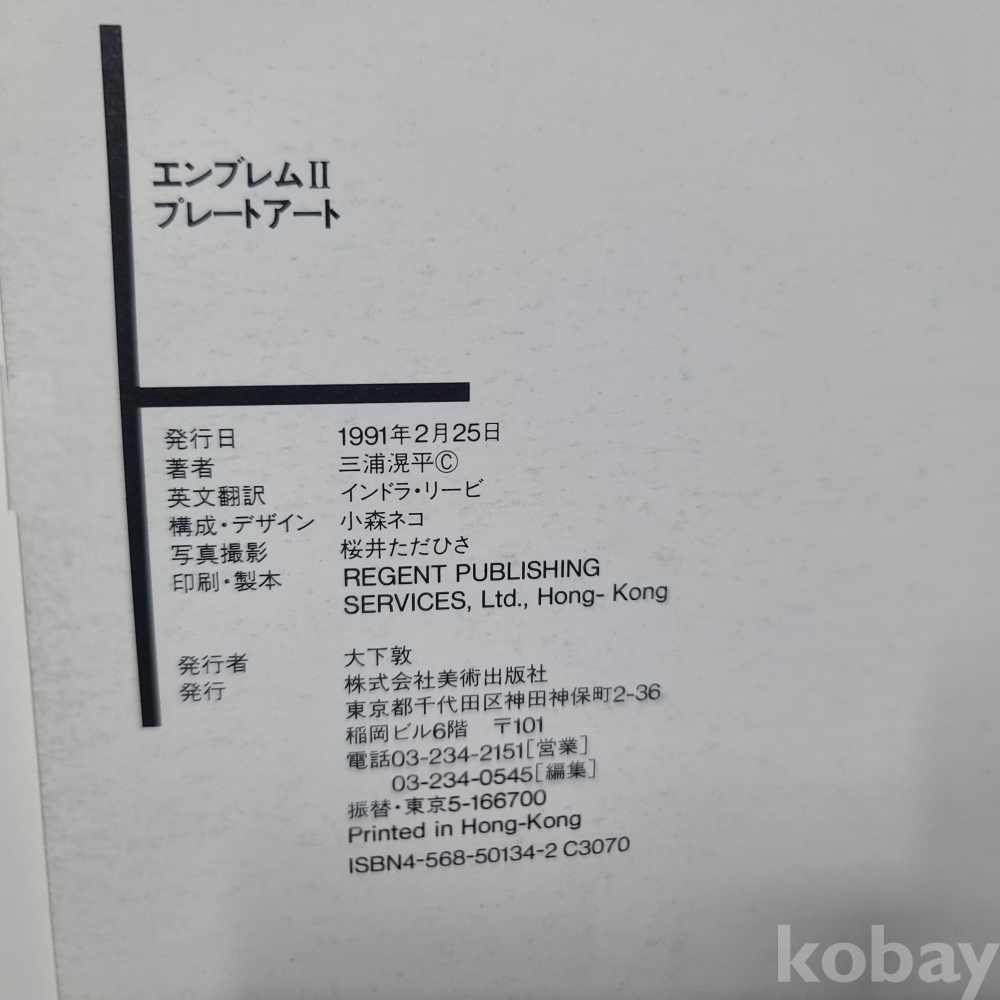 エンブレムII
プレートアート
発行日 1991年2月25日
著者 三浦滉平©
英文翻訳 インドラ・リービ
構成・デザイン 小森ネコ
写真撮影 桜井ただひさ
印刷・製本 REGENT PUBLISHING
SERVICES, Ltd., Hong- Kong
発行者 大下敦
発行 株式会社美術出版社
東京都千代田区神田神保町2-36
稲岡ビル6階 〒101
電話03-234-2151[営業]
03-234-0545[編集]
振替・東京5-166700
Printed in Hong-Kong
ISBN4-568-50134-2 C3070
kobay